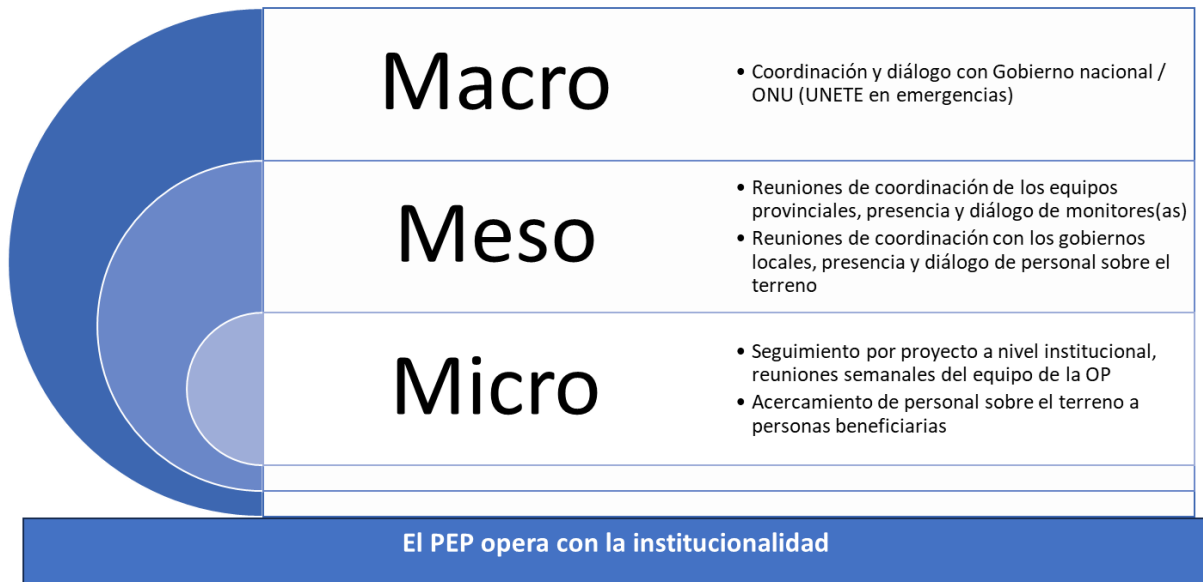 Macro
• Coordinación y diálogo con Gobierno nacional /
ONU (UNETE en emergencias)
Meso
• Reuniones de coordinación de los equipos
provinciales, presencia y diálogo de monitores(as)
• Reuniones de coordinación con los gobiernos
locales, presencia y diálogo de personal sobre el
terreno
Micro
• Seguimiento por proyecto a nivel institucional,
reuniones semanales del equipo de la OP
• Acercamiento de personal sobre el terreno a
personas beneficiarias
El PEP opera con la institucionalidad